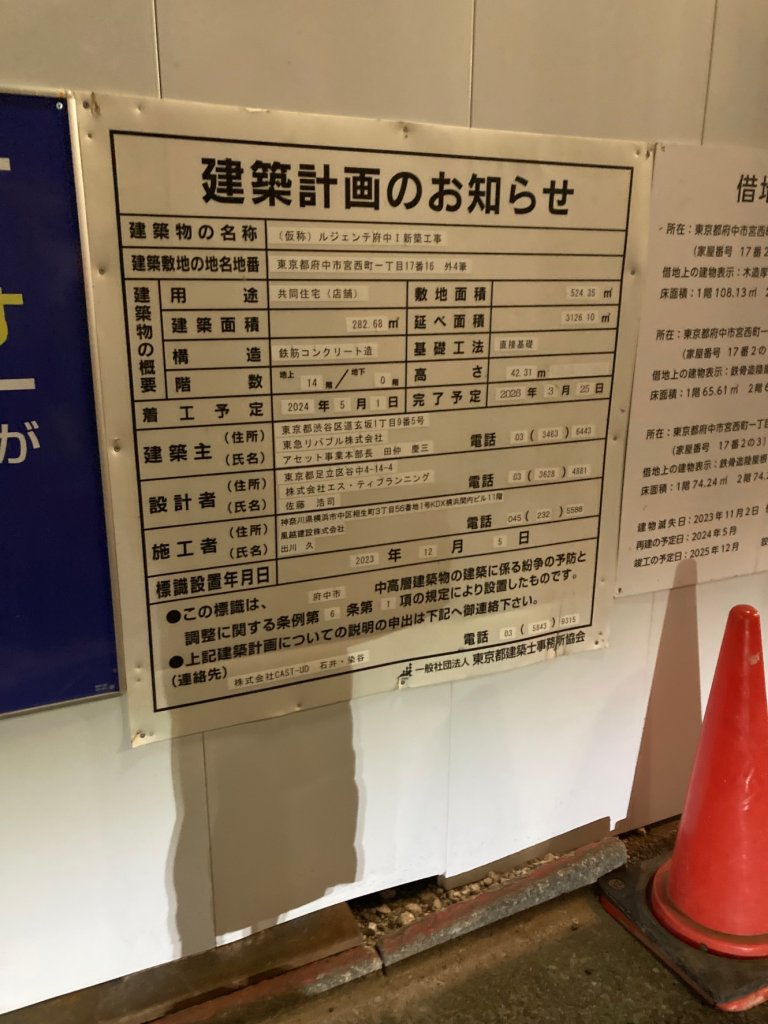 す
が
建築計画のお知らせ
建築物の名称 (仮称)ルジェンテ府中Ⅰ新築工事
建築敷地の地名地番 東京都府中市宮西町一丁目17番16 外4筆
建築物の概要
用途 共同住宅(店舗) 敷地面積 524.35 ㎡
建築面積 282.68 ㎡ 延べ面積 3126.10 ㎡
構造 鉄筋コンクリート造 基礎工法 直接基礎
階数 地上 14 階/地下 0 階 高さ 42.31 m
着工予定 2024 年 5 月 1 日 完了予定 2026 年 3 月 25 日
建築主 (住所) 東京都渋谷区道玄坂1丁目9番5号
(氏名) 東急リバブル株式会社
アセット事業本部長 田仲 慶三 電話 03 (3463) 6443
設計者 (住所) 東京都足立区谷中4-14-4
(氏名) 株式会社エス・ティプランニング
佐藤 浩司 電話 03 (3628) 4881
施工者 (住所) 神奈川県横浜市中区相生町3丁目56番地1号KDX横浜関内ビル11階
(氏名) 風越建設株式会社
出川 久 電話 045 (232) 5588
標識設置年月日 2023 年 12 月 5 日
●この標識は、 府中市 中高層建築物の建築に係る紛争の予防と
調整に関する条例第 6 条第 1 項の規定により設置したものです。
●上記建築計画についての説明の申出は下記へ御連絡下さい。
(連絡先) 株式会社CAST-UD 石井・染谷 電話 03 (5843) 9315
一般社団法人 東京都建築士事務所協会
借地
所在:東京都府中市宮西
(家屋番号 17番2
借地上の建物表示:木造厚
床面積:1階108.13㎡ 2
所在:東京都府中市宮西町一
(家屋番号 17番2の
借地上の建物表示:鉄骨造陸屋
床面積:1階65.61㎡ 2階6
所在:東京都府中市宮西町一丁
(家屋番号 17番2の31
借地上の建物表示:鉄骨造陸屋根
床面積:1階74.24㎡ 2階74.2
建物滅失日:2023年11月2日
再建の予定日:2024年5月
竣工の予定日:2025年12月